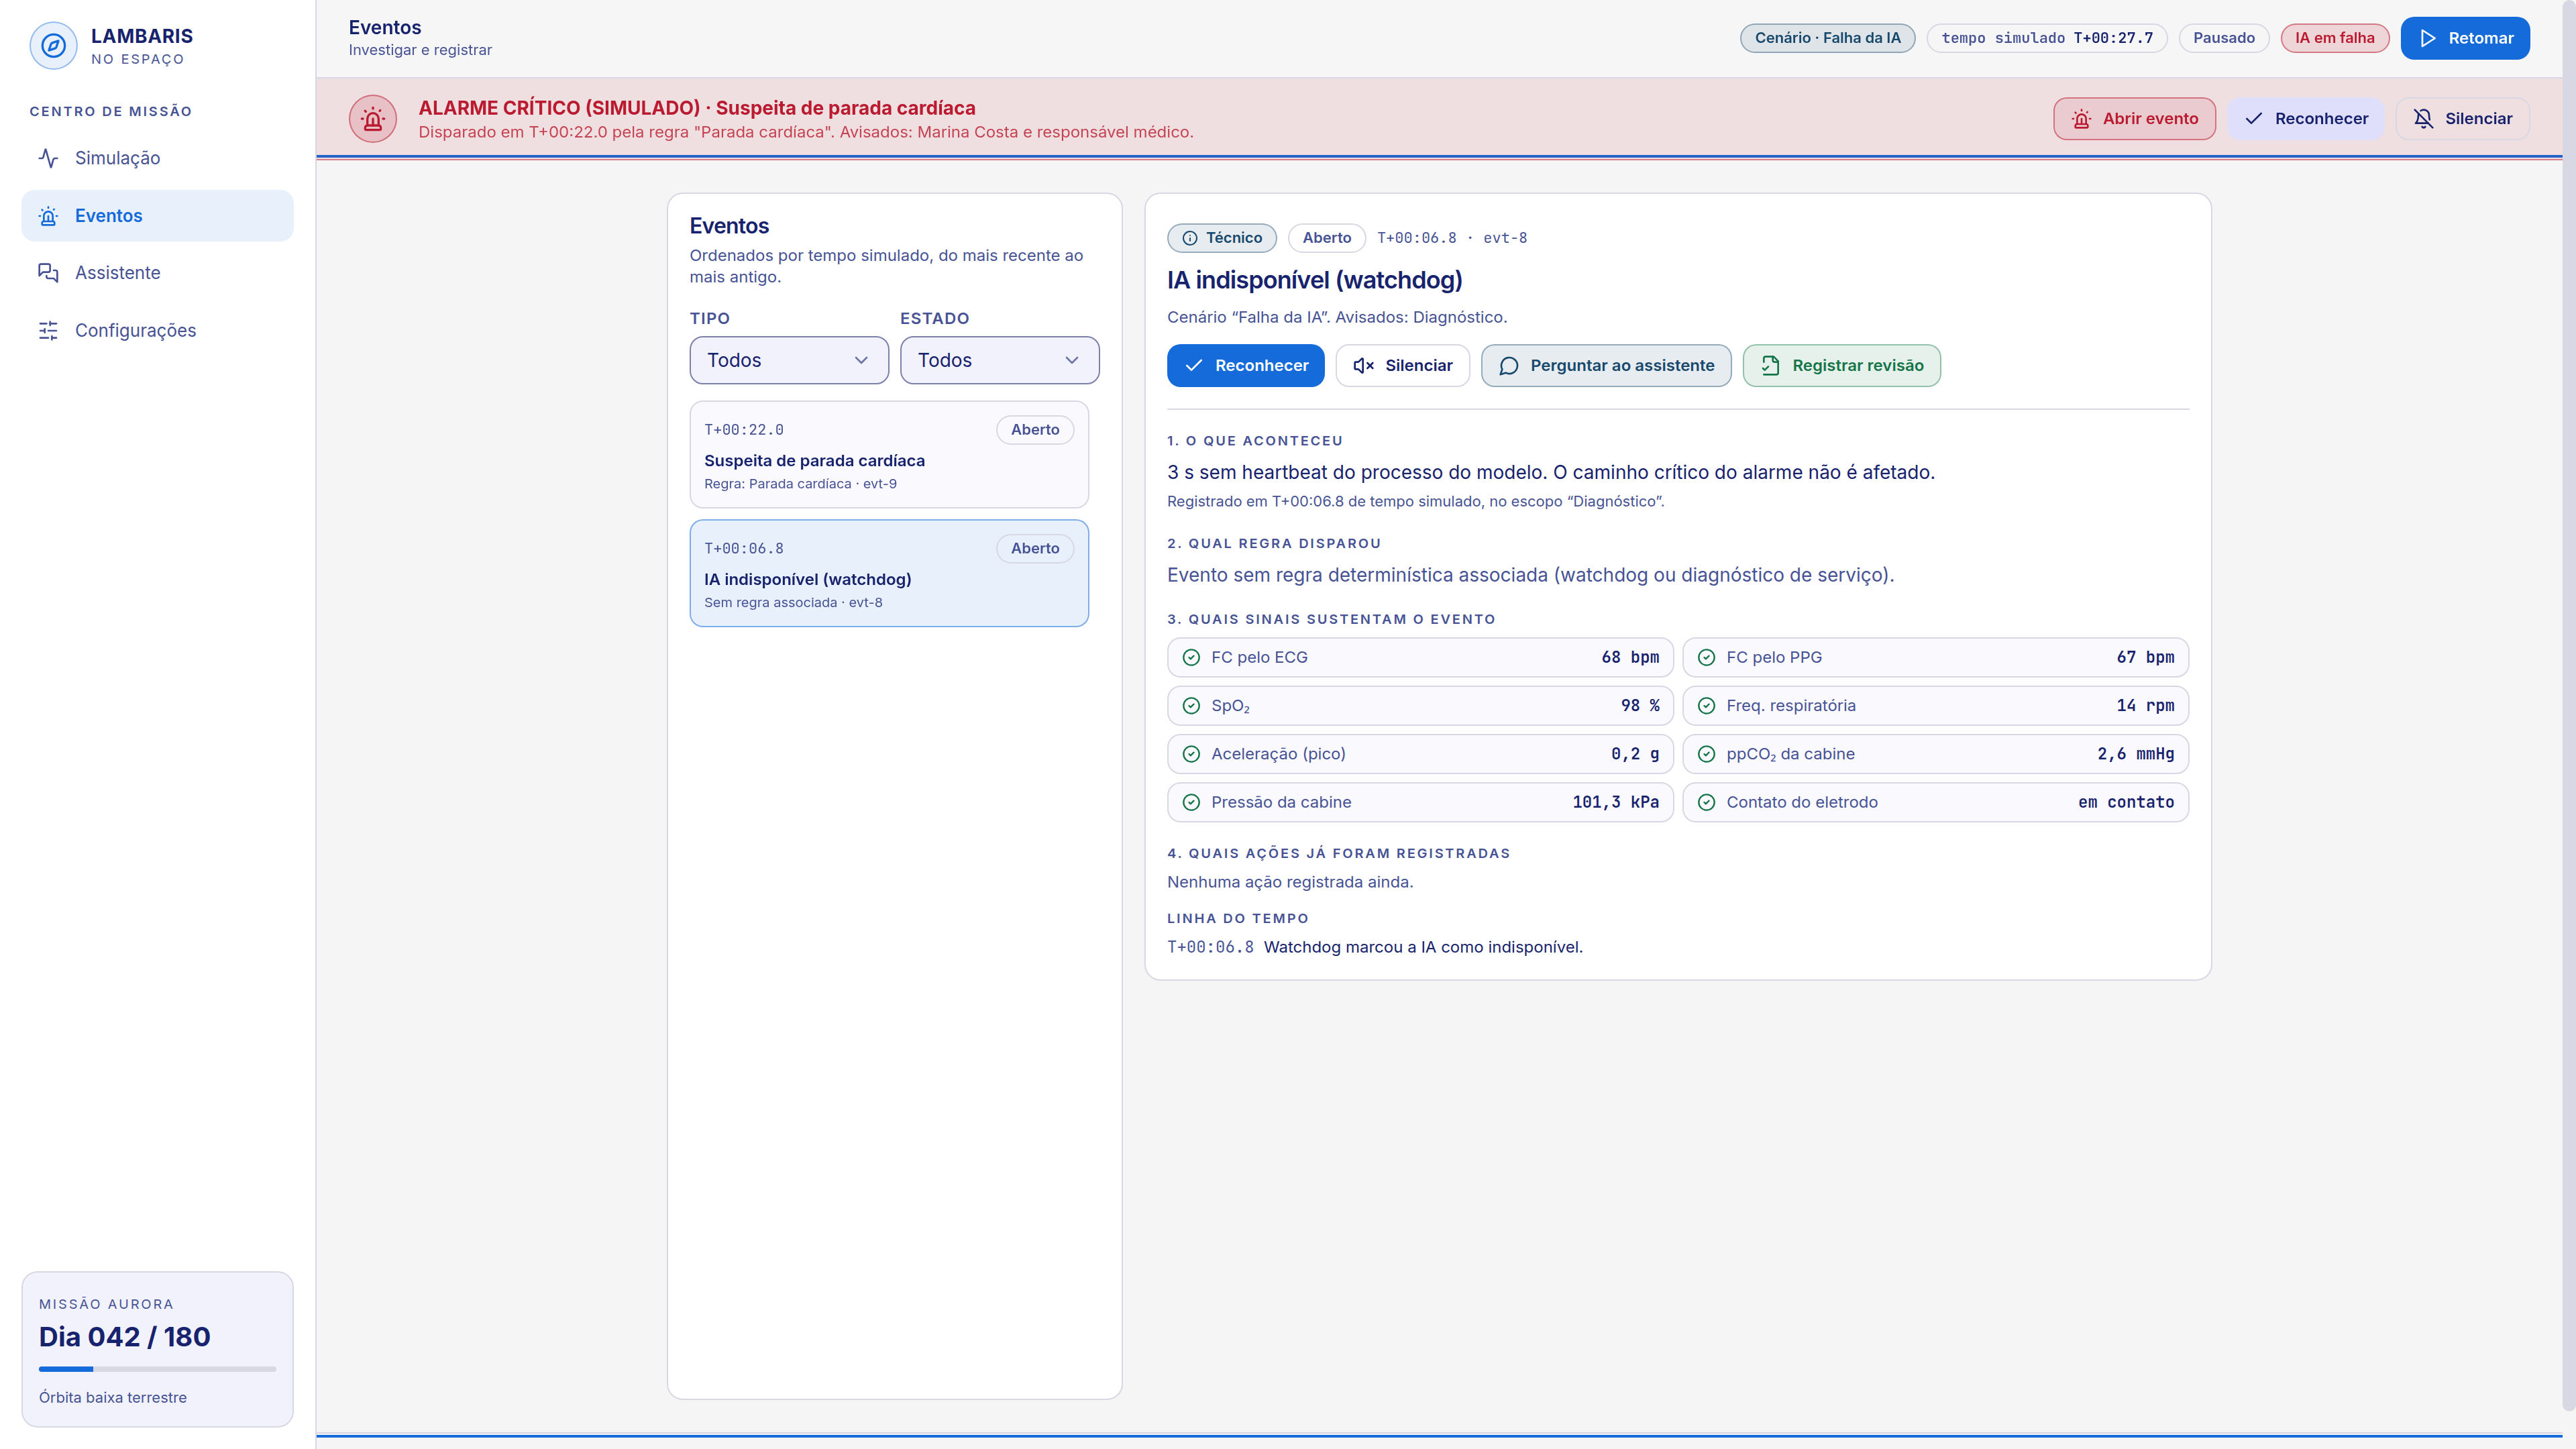 LAMBARIS
NO ESPAÇO
CENTRO DE MISSÃO
Simulação
Eventos
Assistente
Configurações
MISSÃO AURORA
Dia 042 / 180
Órbita baixa terrestre
Eventos
Investigar e registrar
Cenário · Falha da IA
tempo simulado T+00:27.7
Pausado
IA em falha
Retomar
ALARME CRÍTICO (SIMULADO) · Suspeita de parada cardíaca
Disparado em T+00:22.0 pela regra "Parada cardíaca". Avisados: Marina Costa e responsável médico.
Abrir evento
Reconhecer
Silenciar
Eventos
Ordenados por tempo simulado, do mais recente ao
mais antigo.
TIPO
ESTADO
Todos
Todos
T+00:22.0
Aberto
Suspeita de parada cardíaca
Regra: Parada cardíaca · evt-9
T+00:06.8
Aberto
IA indisponível (watchdog)
Sem regra associada · evt-8
Técnico
Aberto
T+00:06.8 · evt-8
IA indisponível (watchdog)
Cenário “Falha da IA”. Avisados: Diagnóstico.
Reconhecer
Silenciar
Perguntar ao assistente
Registrar revisão
1. O QUE ACONTECEU
3 s sem heartbeat do processo do modelo. O caminho crítico do alarme não é afetado.
Registrado em T+00:06.8 de tempo simulado, no escopo “Diagnóstico”.
2. QUAL REGRA DISPAROU
Evento sem regra determinística associada (watchdog ou diagnóstico de serviço).
3. QUAIS SINAIS SUSTENTAM O EVENTO
FC pelo ECG 68 bpm
FC pelo PPG 67 bpm
SpO₂ 98 %
Freq. respiratória 14 rpm
Aceleração (pico) 0,2 g
ppCO₂ da cabine 2,6 mmHg
Pressão da cabine 101,3 kPa
Contato do eletrodo em contato
4. QUAIS AÇÕES JÁ FORAM REGISTRADAS
Nenhuma ação registrada ainda.
LINHA DO TEMPO
T+00:06.8 Watchdog marcou a IA como indisponível.